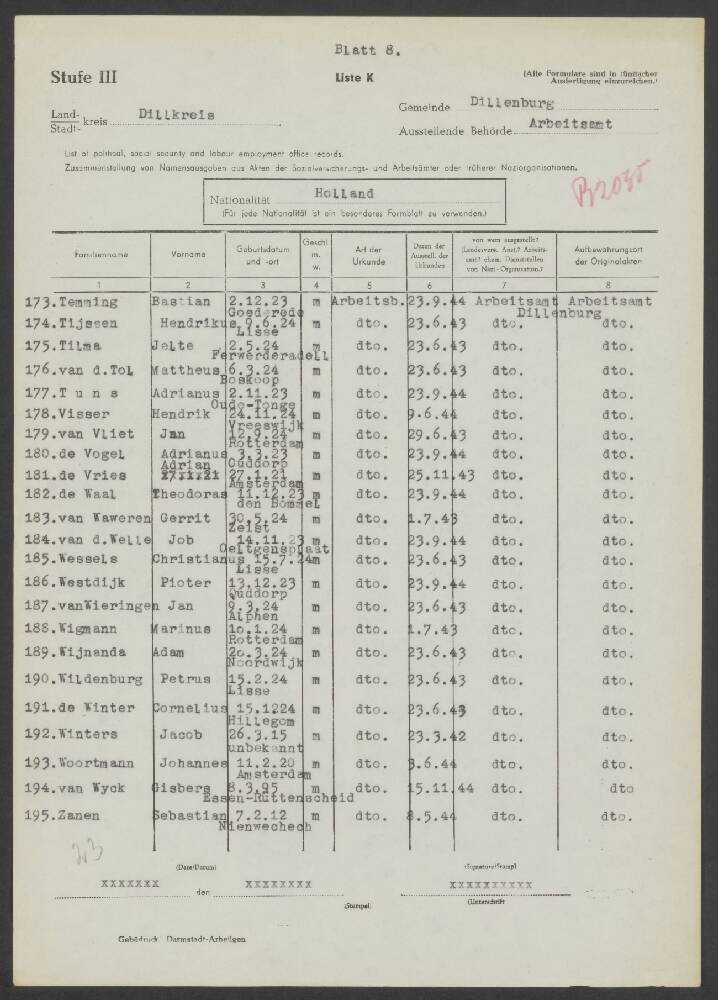 Blatt 8.
Stufe III
Liste K
(Alle Formulare sind in fünffacher
Ausfertigung einzureichen.)
Land-
Stadt- kreis Dillkreis
Gemeinde Dillenburg
Ausstellende Behörde Arbeitsamt
List of political, social security and labour employment office records.
Zusammenstellung von Namensausgaben aus Akten der Sozialversicherungs- und Arbeitsämter oder früherer Naziorganisationen.
Nationalität Holland
(Für jede Nationalität ist ein besonderes Formblatt zu verwenden.)
Familienname Vorname Geburtsdatum und -ort Geschl. m. w. Art der Urkunde Datum der Ausstell. der Urkunden von wem ausgestellt? Aufbewahrungsort der Originalakten
1 2 3 4 5 6 7 8
173.Temming Bastian 2.12.23 m Arbeitsb. 23.9.44 Arbeitsamt Arbeitsamt
Goederede Dillenburg
174.Tijssen Hendrikus 9.6.24 m dto. 23.6.43 dto. dto.
Lisse
175.Tilma Jelte 2.5.24 m dto. 23.6.43 dto. dto.
Ferwerderadell
176.van d.Tol Mattheus 6.3.24 m dto. 23.6.43 dto. dto.
Boskoop
177.T u n s Adrianus 2.11.23 m dto. 23.9.44 dto. dto.
Oude-Tonge
178.Visser Hendrik 24.11.24 m dto. 9.6.44 dto. dto.
Vreeswijk
179.van Vliet Jan 12.9.24 m dto. 29.6.43 dto. dto.
Rotterdam
180.de Vogel Adrianus 3.3.23 m dto. 23.9.44 dto. dto.
Adrian Ouddorp
181.de Vries 27.1.21 27.1.21 m dto. 25.11.43 dto. dto.
Amsterdam
182.de Waal Theodoras 11.12.23 m dto. 23.9.44 dto. dto.
den Bommel
183.van Waweren Gerrit 30.5.24 m dto. 1.7.43 dto. dto.
Zeist
184.van d.Welle Job 14.11.23 m dto. 23.9.44 dto. dto.
Oeltgensplaat
185.Wessels Christianus 15.7.24m dto. 23.6.43 dto. dto.
Lisse
186.Westdijk Pioter 13.12.23 m dto. 23.9.44 dto. dto.
Ouddorp
187.vanWieringen Jan 9.3.24 m dto. 23.6.43 dto. dto.
Alphen
188.Wigmann Marinus 1o.1.24 m dto. 1.7.43 dto. dto.
Rotterdam
189.Wijnanda Adam 2o.3.24 m dto. 23.6.43 dto. dto.
Noordwijk
190.Wildenburg Petrus 15.2.24 m dto. 23.6.43 dto. dto.
Lisse
191.de Winter Cornelius 15.1224 m dto. 23.6.43 dto. dto.
Hillegom
192.Winters Jacob 26.3.15 m dto. 23.3.42 dto. dto.
unbekannt
193.Woortmann Johannes 11.2.20 m dto. 3.6.44 dto. dto.
Amsterdam
194.van Wyck Gisberg 8.3.95 m dto. 15.11.44 dto. dto
Essen-Ruttenscheid
195.Zanen Sebastian 7.2.12 m dto. 8.5.44 dto. dto.
Nienwechech
23
(Date/Datum) (Signature/Stamp)
XXXXXXX den XXXXXXXX XXXXXXXXXX
(Stempel) (Unterschrift
Gebädruck Darmstadt-Arheilgen